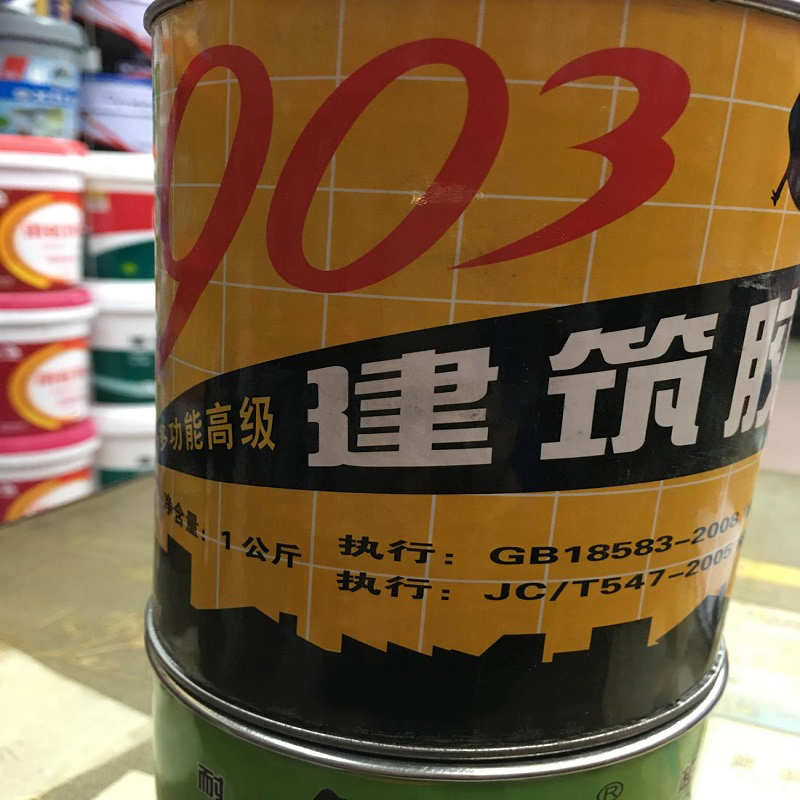 903
多功能高级 建筑胶
净含量：1公斤
执行：GB18583-2008
执行：JC/T547-2005
耐
®